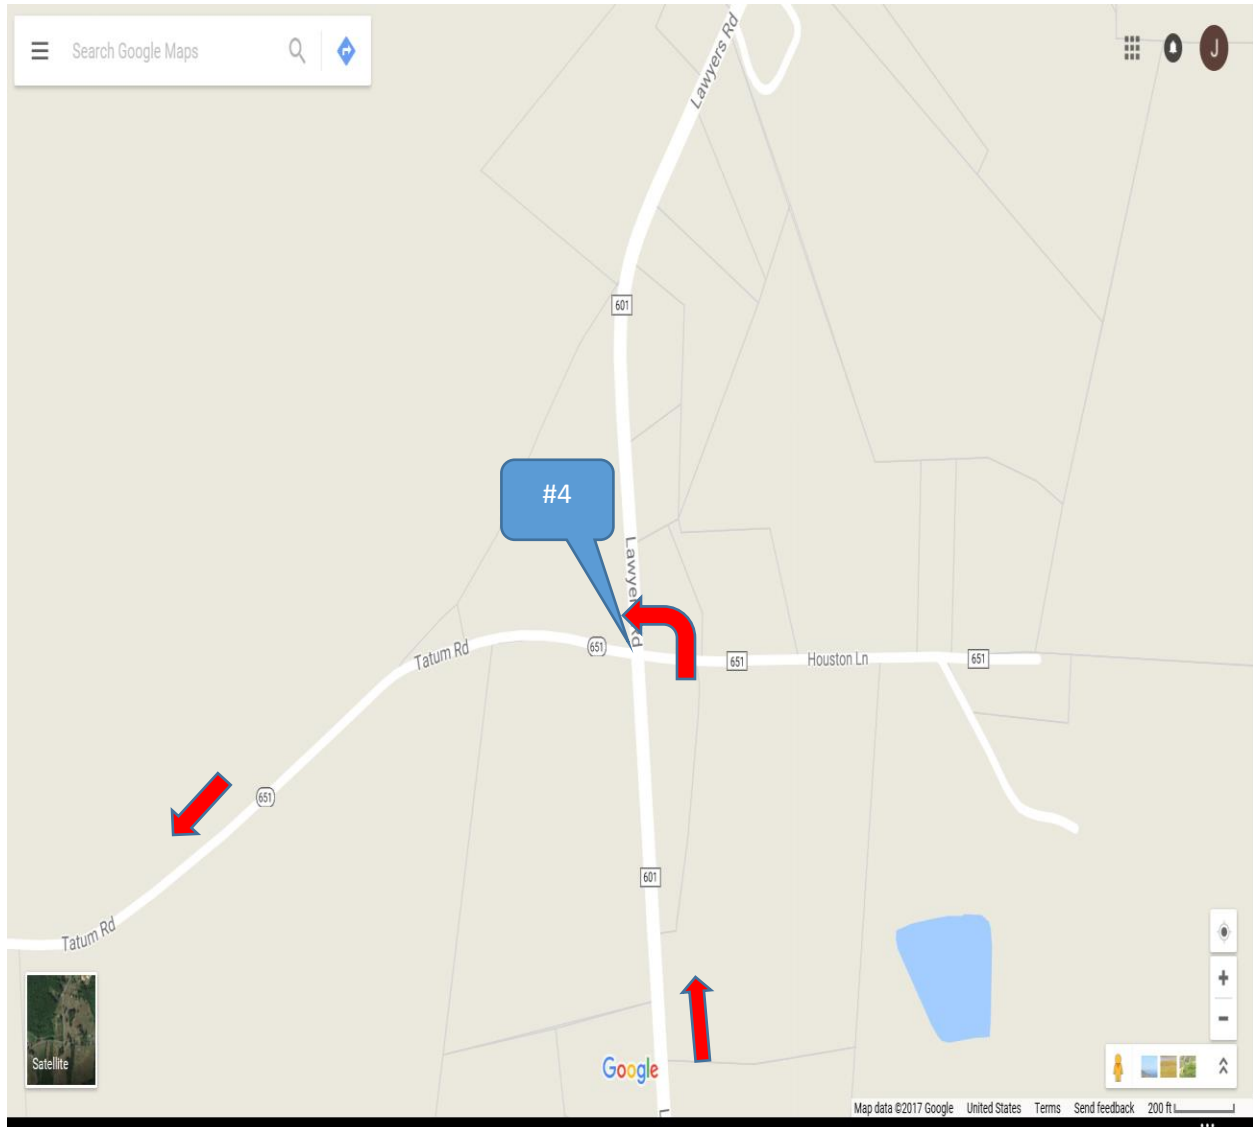 Search Google Maps
J
Lawyers Rd
601
#4
Lawyers Rd
Tatum Rd
651
651
Houston Ln
651
651
601
Tatum Rd
Satellite
Google
L
Map data ©2017 Google United States Terms Send feedback 200 ft